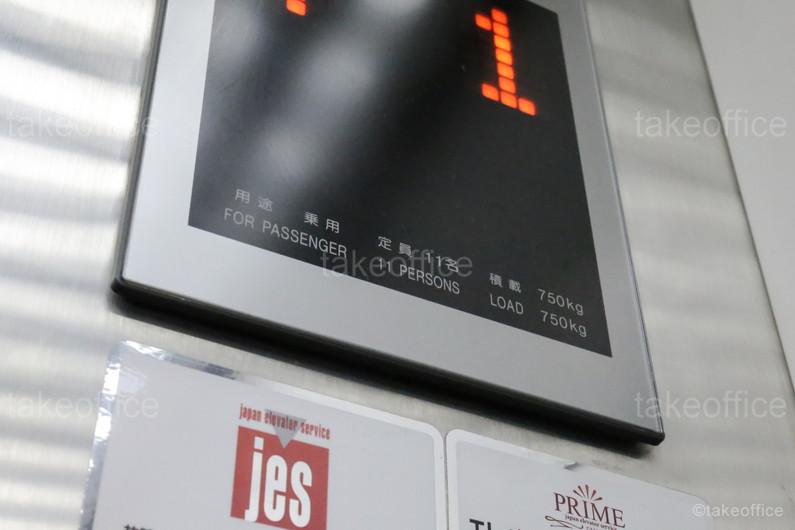 1
用途 乗用 定員 11名 積載 750kg
FOR PASSENGER 11 PERSONS LOAD 750kg
japan elevator service
jes
PRIME
japan elevator service
takeoffice
takeoffice
takeoffice
takeoffice
takeoffice
©takeoffice